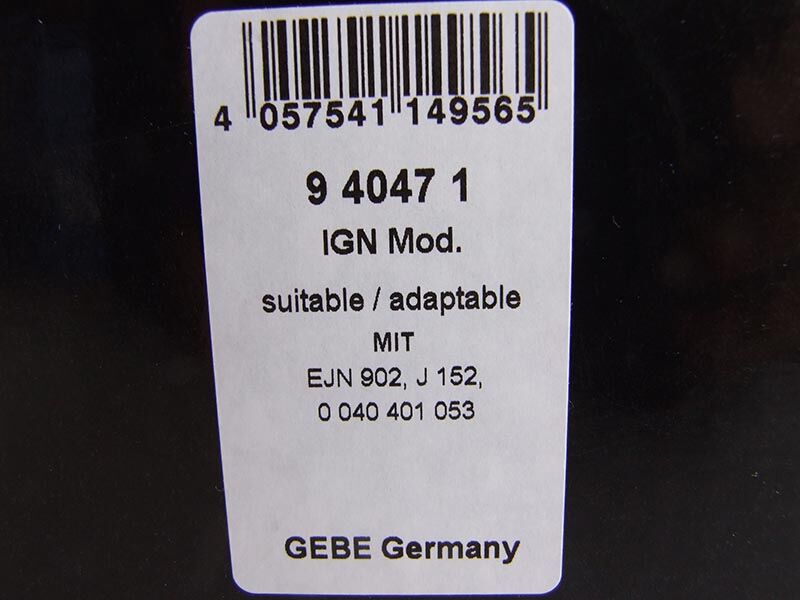 4 057541 149565
9 4047 1
IGN Mod.
suitable / adaptable
MIT
EJN 902, J 152,
0 040 401 053
GEBE Germany